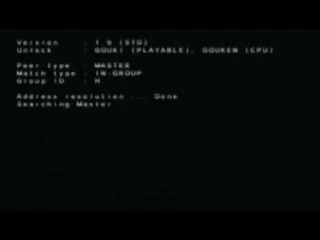 Version : 1.0 (STD)
Unlock : GOUKI (PLAYABLE), GOUKEN (CPU)
Peer type : MASTER
Match type : IN-GROUP
Group ID : H
Address resolution ... Done
Searching Master